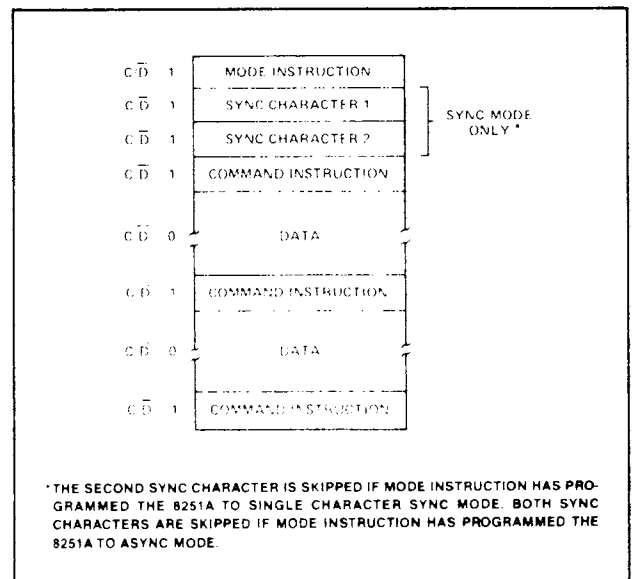 C/D̅ 1 MODE INSTRUCTION
C D̅ 1 SYNC CHARACTER 1
SYNC MODE
ONLY *
C D̅ 1 SYNC CHARACTER 2
C D̅ 1 COMMAND INSTRUCTION
C D̅ 0 DATA
C D̅ 1 COMMAND INSTRUCTION
C D̅ 0 DATA
C D̅ 1 COMMAND INSTRUCTION
*THE SECOND SYNC CHARACTER IS SKIPPED IF MODE INSTRUCTION HAS PRO-
GRAMMED THE 8251A TO SINGLE CHARACTER SYNC MODE. BOTH SYNC
CHARACTERS ARE SKIPPED IF MODE INSTRUCTION HAS PROGRAMMED THE
8251A TO ASYNC MODE.